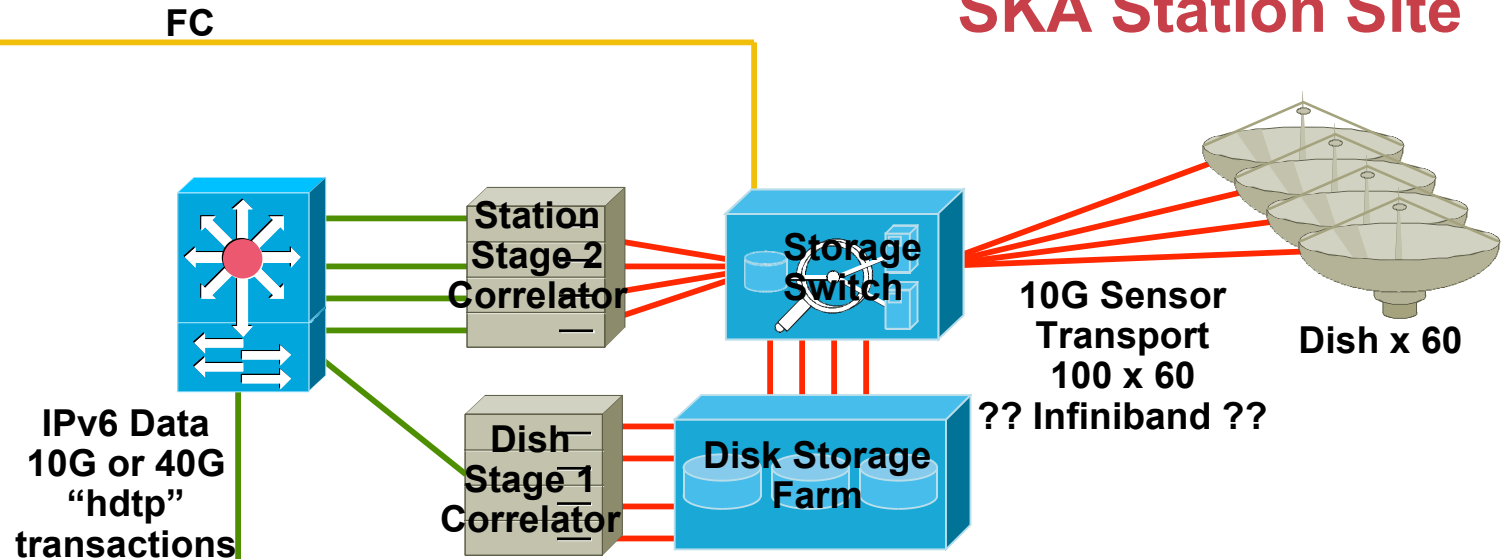 FC
SKA Station Site
Station
Stage 2
Correlator
Storage
Switch
10G Sensor
Transport
100 x 60
?? Infiniband ??
Dish x 60
IPv6 Data
10G or 40G
“hdtp”
transactions
Dish
Stage 1
Correlator
Disk Storage
Farm